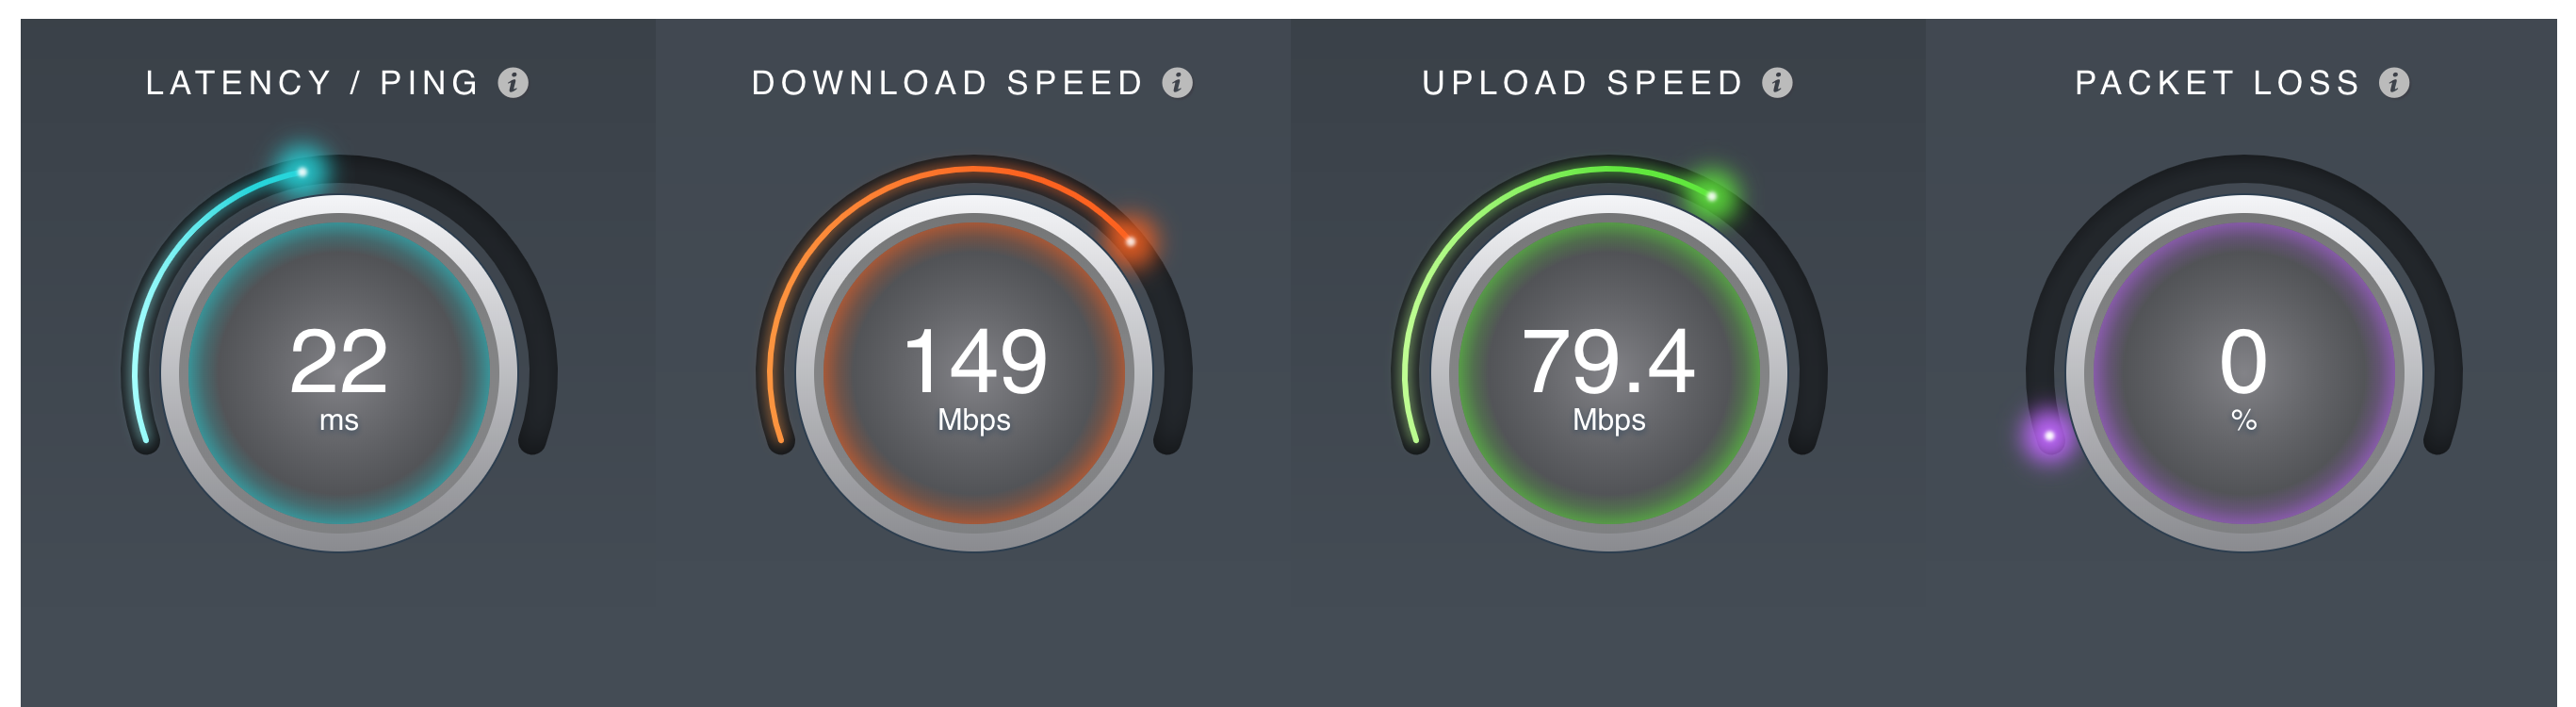 LATENCY / PING i
22
ms
DOWNLOAD SPEED i
149
Mbps
UPLOAD SPEED i
79.4
Mbps
PACKET LOSS i
0
%